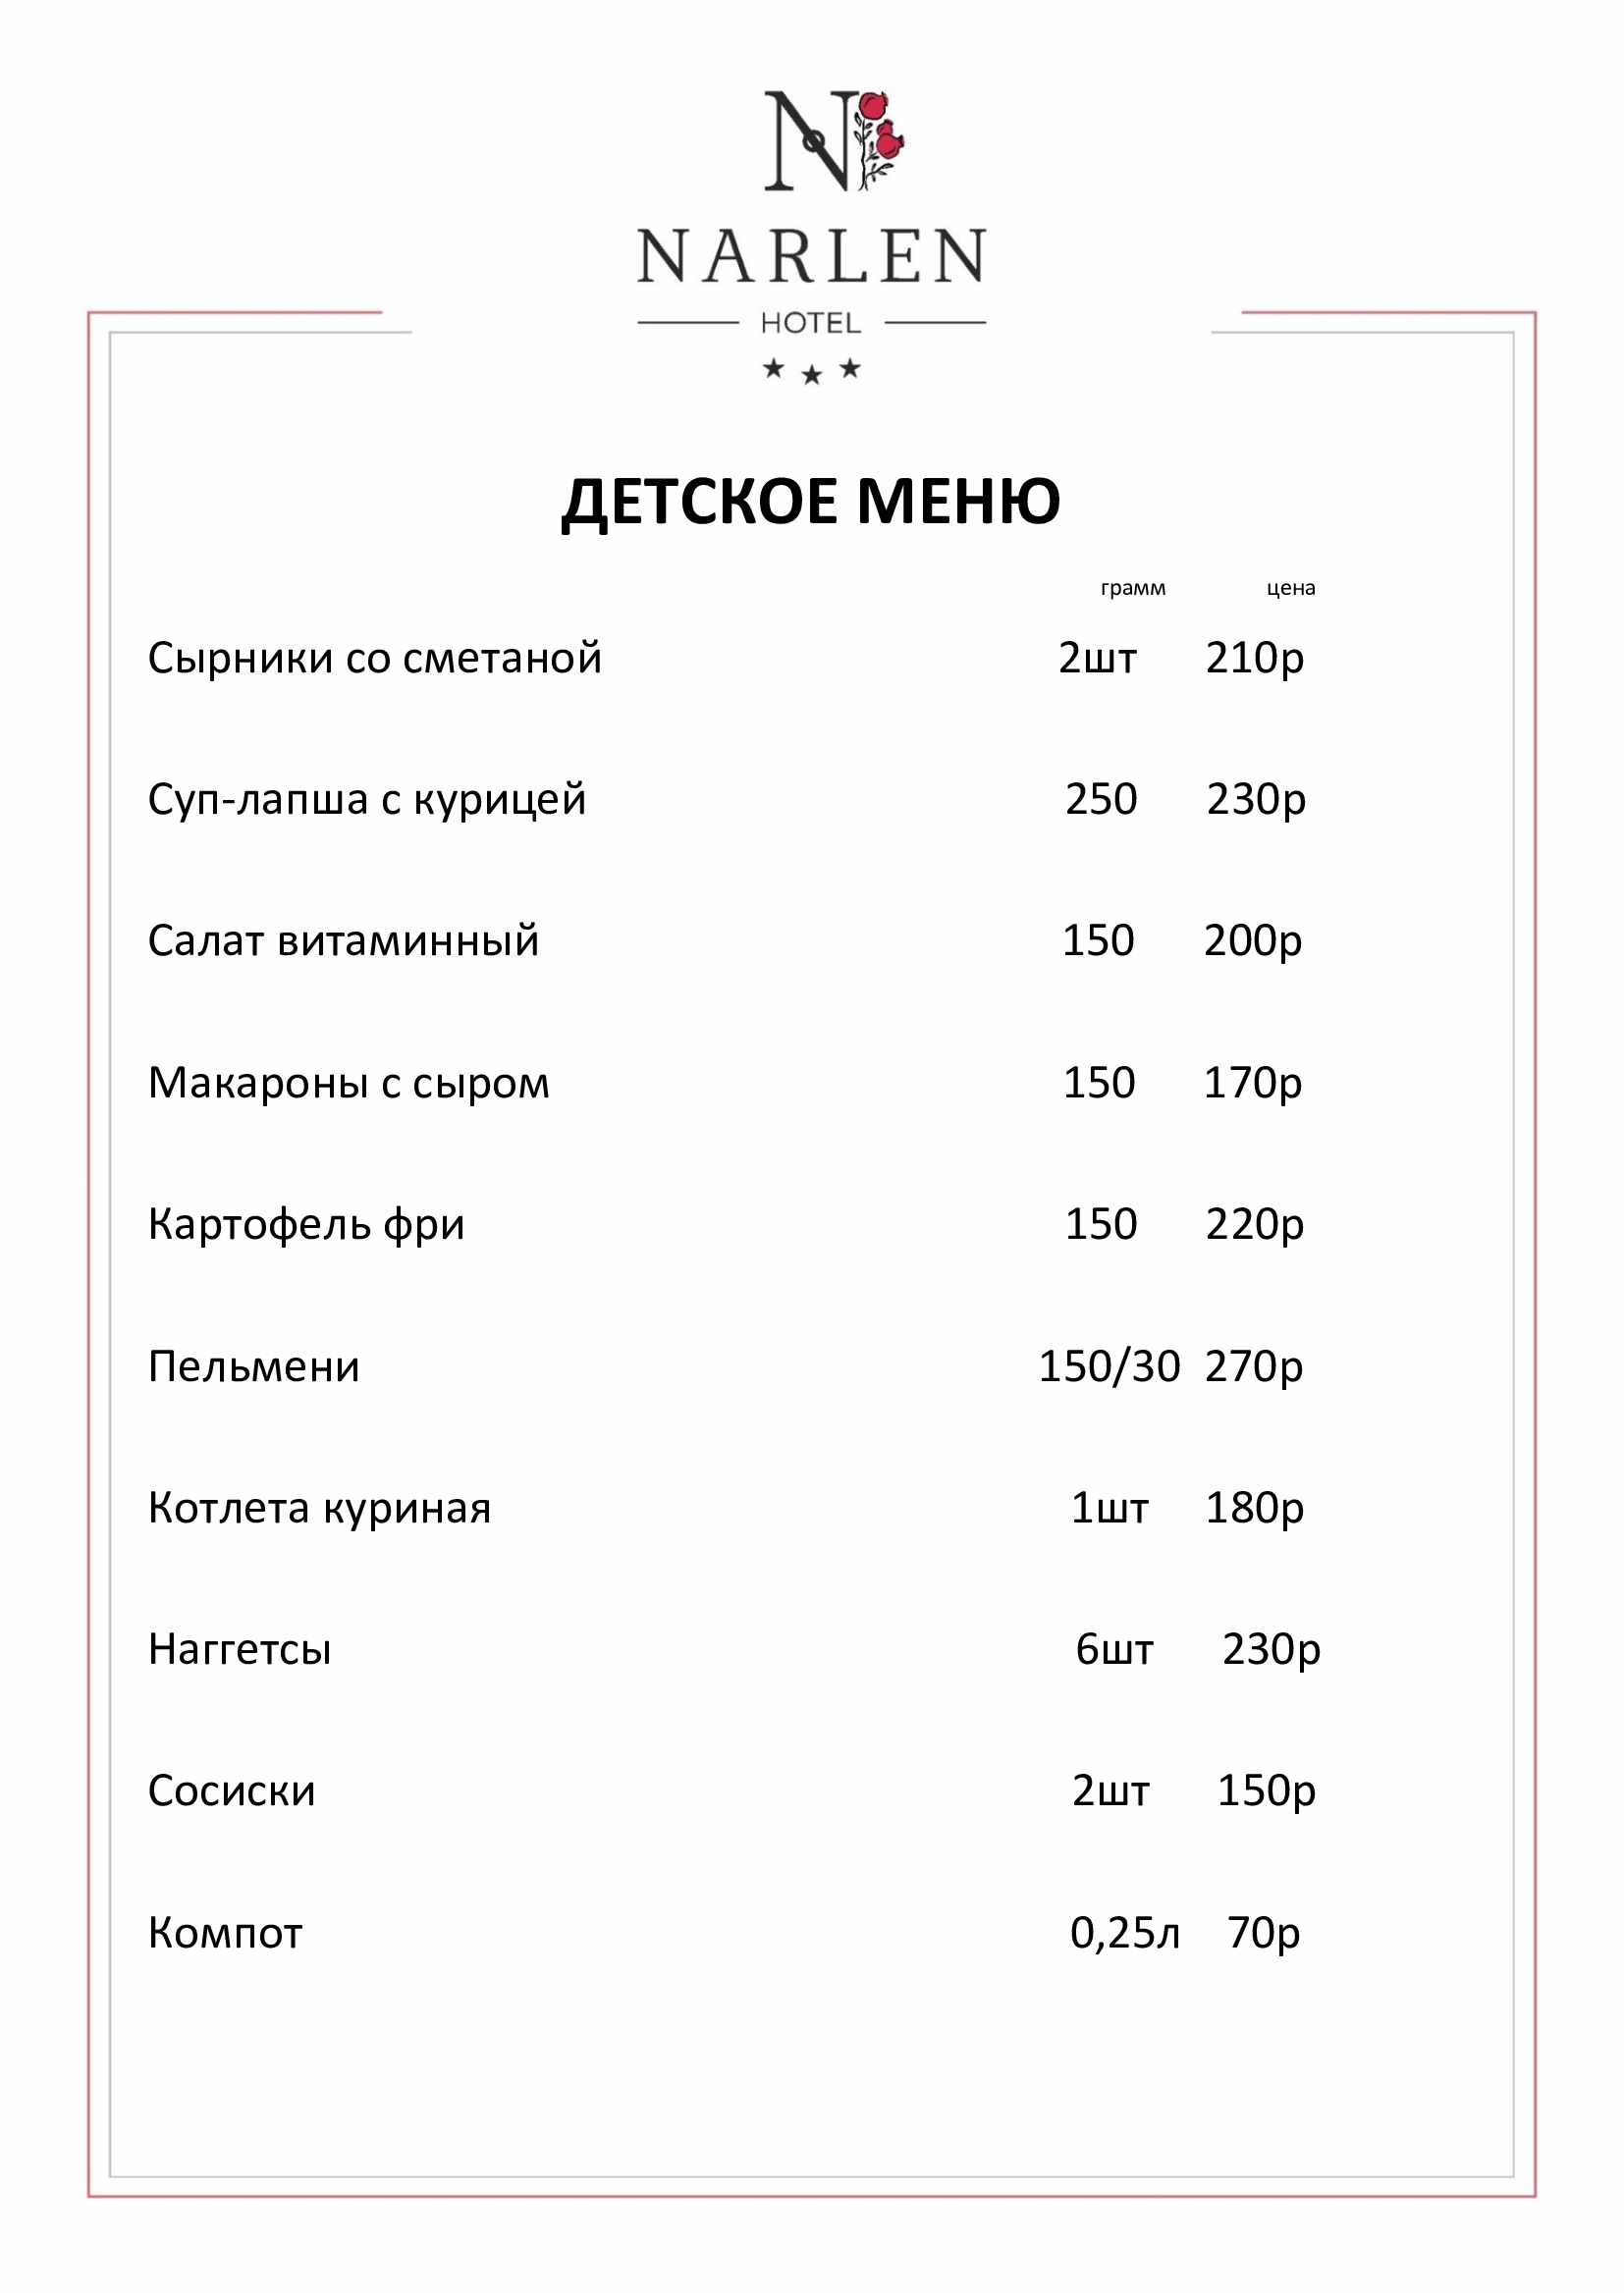 N
NARLEN
HOTEL
ДЕТСКОЕ МЕНЮ
грамм цена
Сырники со сметаной 2шт 210р
Суп-лапша с курицей 250 230р
Салат витаминный 150 200р
Макароны с сыром 150 170р
Картофель фри 150 220р
Пельмени 150/30 270р
Котлета куриная 1шт 180р
Наггетсы 6шт 230р
Сосиски 2шт 150р
Компот 0,25л 70р